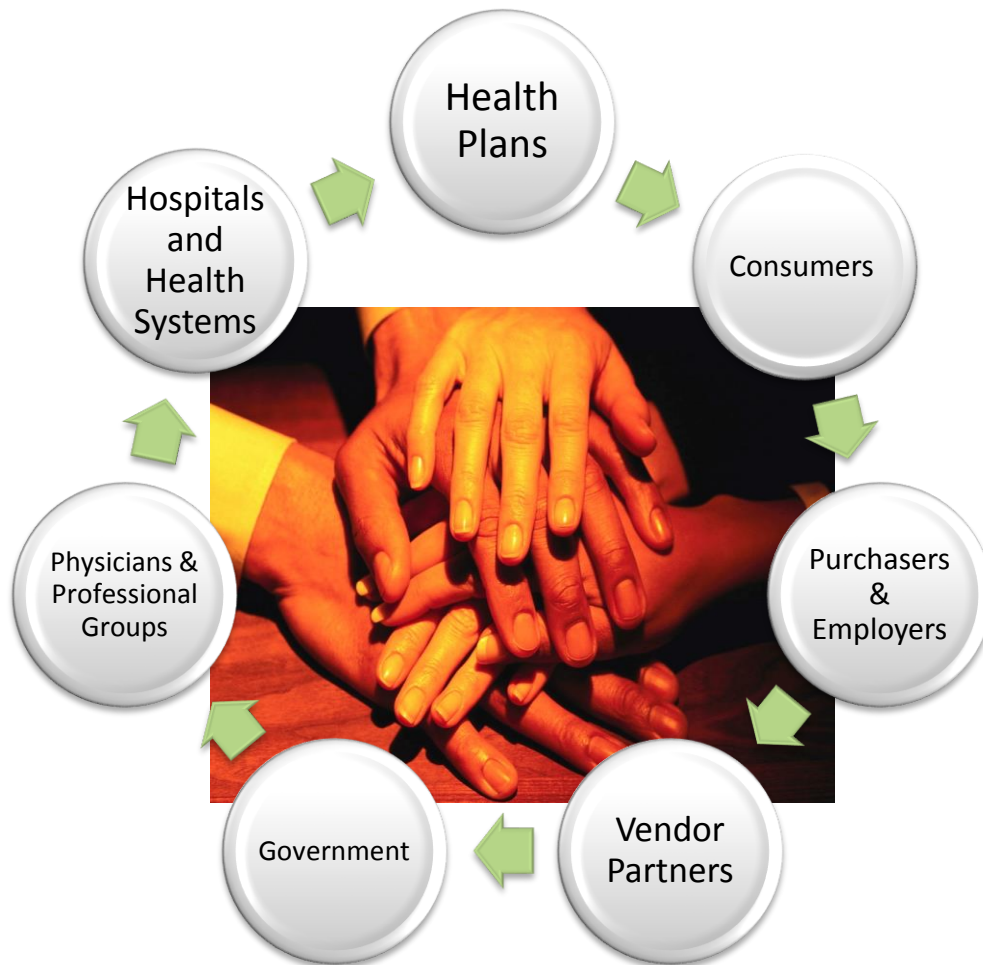 Health
Plans
Consumers
Purchasers
&
Employers
Vendor
Partners
Government
Physicians &
Professional
Groups
Hospitals
and
Health
Systems